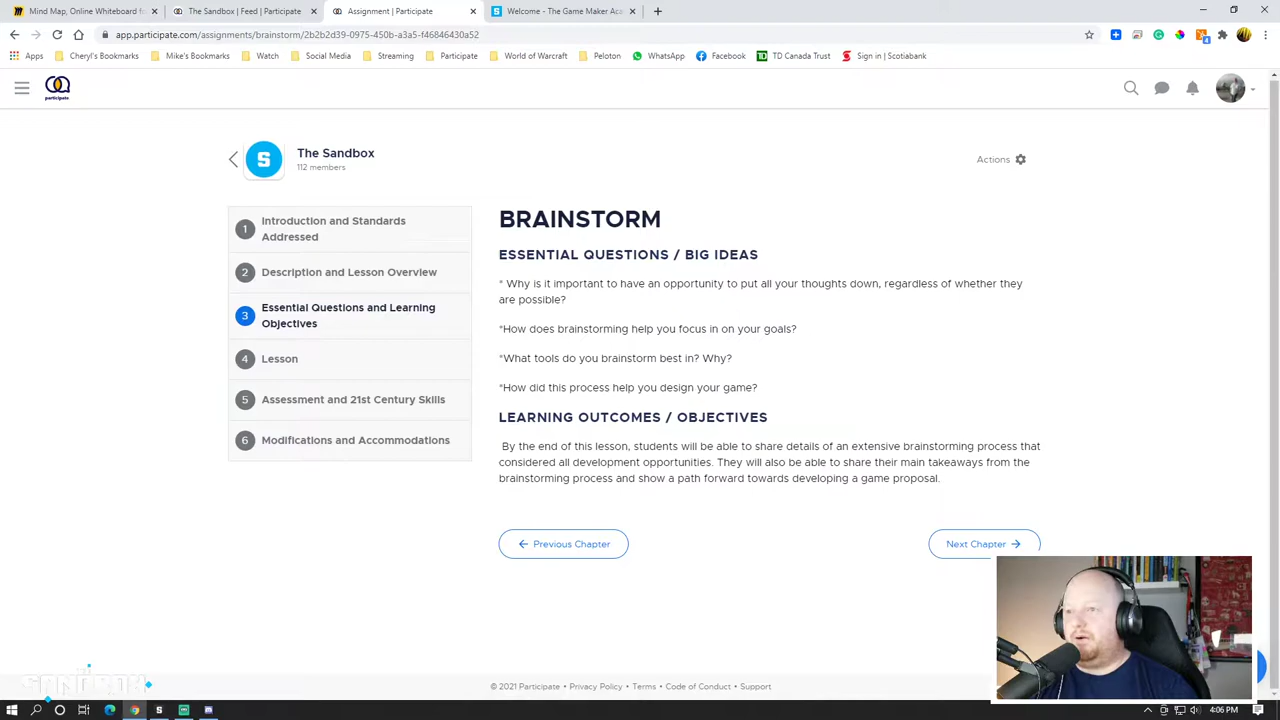 Mind Map, Online Whiteboard f
The Sandbox | Feed | Participate
Assignment | Participate
Welcome - The Game Maker Aca
app.participate.com/assignments/brainstorm/2b2b2d39-0975-450b-a3a5-f46846430a52
Apps
Cheryl's Bookmarks
Mike's Bookmarks
Watch
Social Media
Streaming
Participate
World of Warcraft
Peloton
WhatsApp
Facebook
TD Canada Trust
Sign in | Scotiabank
participate
S
The Sandbox
112 members
Actions
1
Introduction and Standards
Addressed
2
Description and Lesson Overview
3
Essential Questions and Learning
Objectives
4
Lesson
5
Assessment and 21st Century Skills
6
Modifications and Accommodations
BRAINSTORM
ESSENTIAL QUESTIONS / BIG IDEAS
* Why is it important to have an opportunity to put all your thoughts down, regardless of whether they
are possible?
*How does brainstorming help you focus in on your goals?
*What tools do you brainstorm best in? Why?
*How did this process help you design your game?
LEARNING OUTCOMES / OBJECTIVES
By the end of this lesson, students will be able to share details of an extensive brainstorming process that
considered all development opportunities. They will also be able to share their main takeaways from the
brainstorming process and show a path forward towards developing a game proposal.
Previous Chapter
Next Chapter
© 2021 Participate • Privacy Policy • Terms • Code of Conduct • Support
4:06 PM